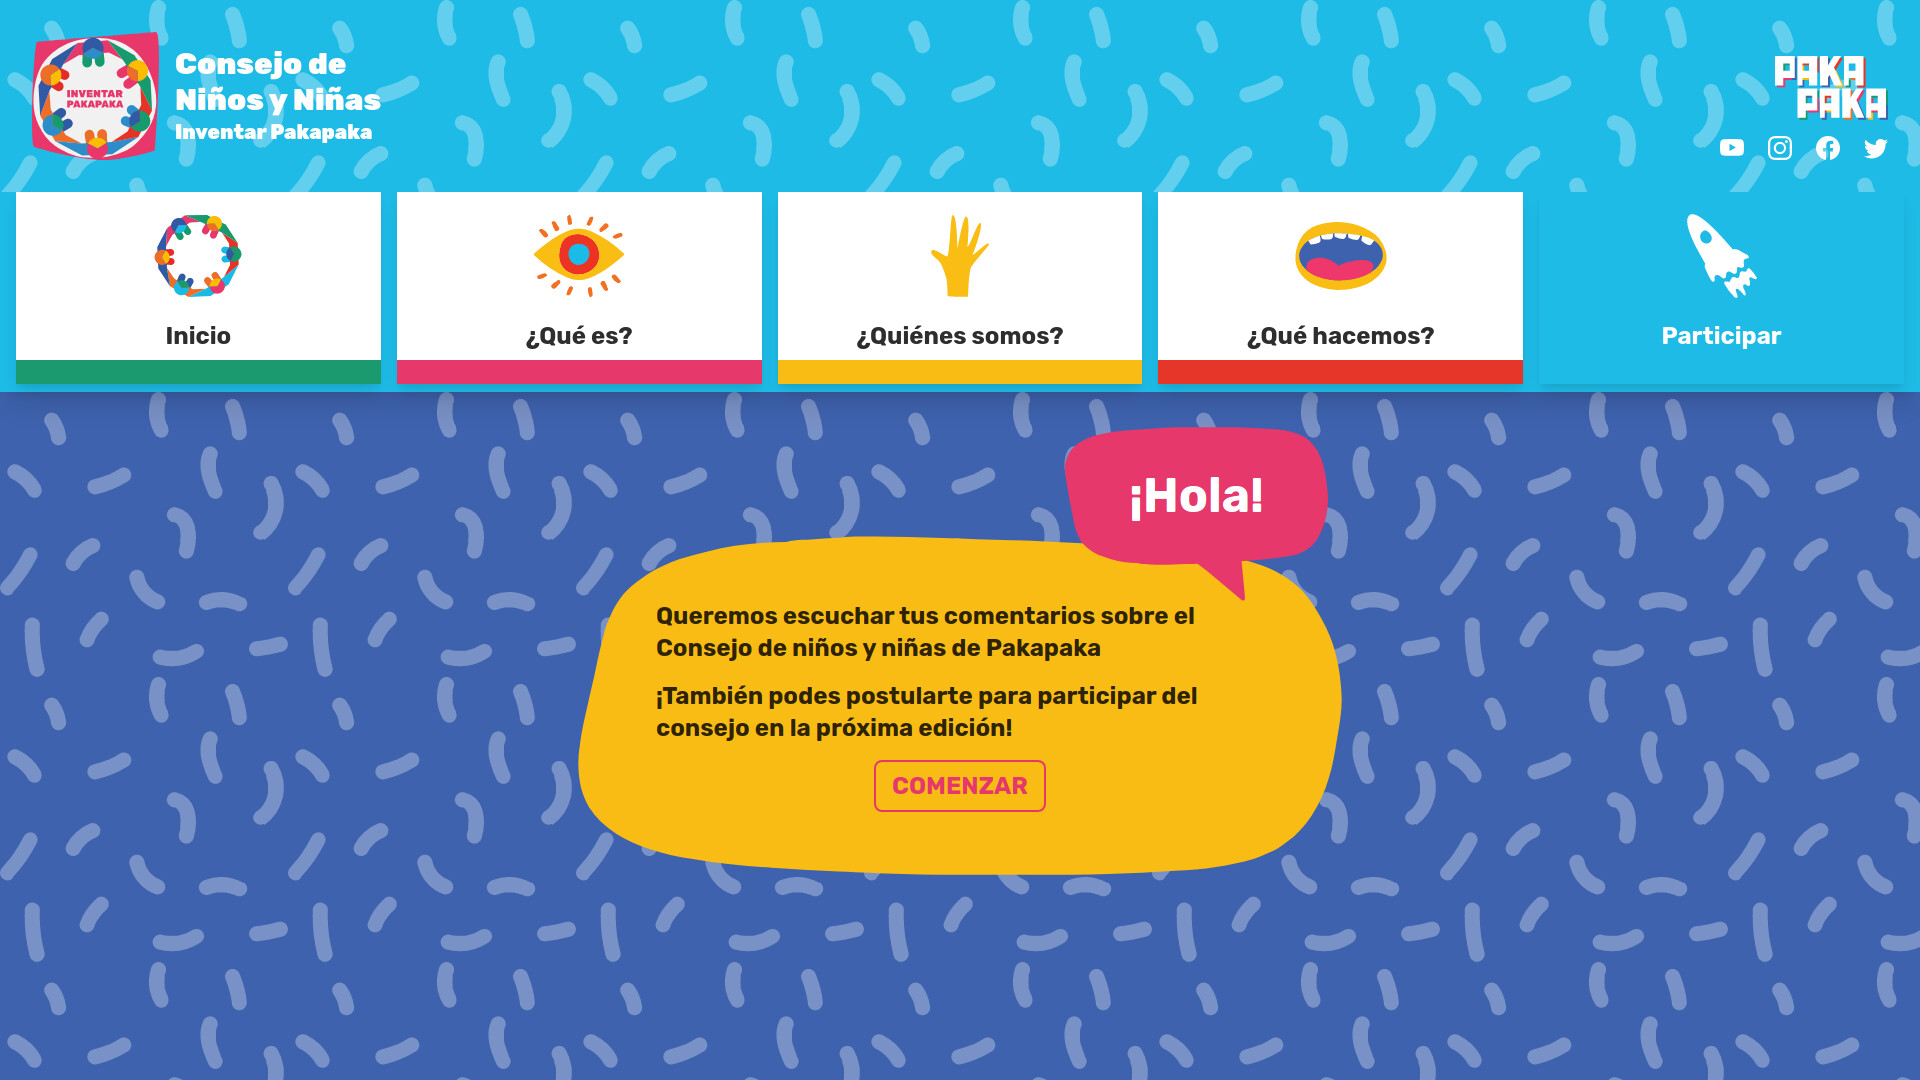 INVENTAR
PAKAPAKA
Consejo de
Niños y Niñas
Inventar Pakapaka
PAKA
PAKA
Inicio
¿Qué es?
¿Quiénes somos?
¿Qué hacemos?
Participar
¡Hola!
Queremos escuchar tus comentarios sobre el
Consejo de niños y niñas de Pakapaka
¡También podes postularte para participar del
consejo en la próxima edición!
COMENZAR